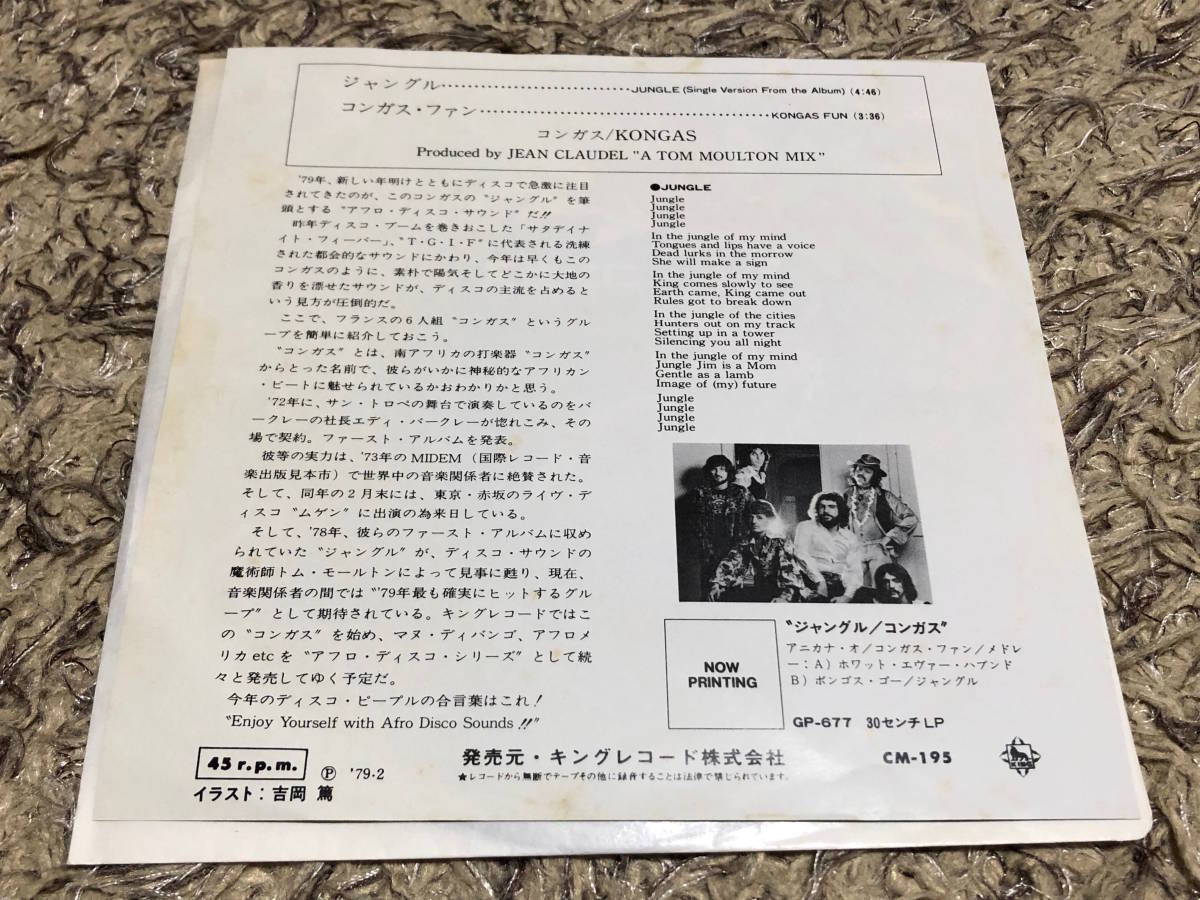 ジャングル……………………………JUNGLE (Single Version From the Album) (4:46)
コンガス・ファン……………………………………KONGAS FUN (3:36)
コンガス/KONGAS
Produced by JEAN CLAUDEL "A TOM MOULTON MIX"
'79年、新しい年明けとともにディスコで急激に注目
されてきたのが、このコンガスの〝ジャングル〟を筆
頭とする〝アフロ・ディスコ・サウンド〟だ!!
昨年ディスコ・ブームを巻きおこした「サタデイナ
イト・フィーバー」、〝T・G・I・F〟に代表される洗練
された都会的なサウンドにかわり、今年は早くもこの
コンガスのように、素朴で陽気そしてどこかに大地の
香りを漂せたサウンドが、ディスコの主流を占めると
いう見方が圧倒的だ。
ここで、フランスの6人組〝コンガス〟というグル
ープを簡単に紹介しておこう。
〝コンガス〟とは、南アフリカの打楽器〝コンガス〟
からとった名前で、彼らがいかに神秘的なアフリカン
・ビートに魅せられているかおわかりかと思う。
'72年に、サン・トロペの舞台で演奏しているのをバ
ークレーの社長エディ・バークレーが惚れこみ、その
場で契約。ファースト・アルバムを発表。
彼等の実力は、'73年のMIDEM(国際レコード・音
楽出版見本市)で世界中の音楽関係者に絶賛された。
そして、同年の2月末には、東京・赤坂のライヴ・デ
ィスコ〝ムゲン〟に出演の為来日している。
そして、'78年、彼らのファースト・アルバムに収め
られていた〝ジャングル〟が、ディスコ・サウンドの
魔術師トム・モールトンによって見事に甦り、現在、
音楽関係者の間では〝'79年最も確実にヒットするグル
ープ〟として期待されている。キングレコードではこ
の〝コンガス〟を始め、マヌ・ディバンゴ、アフロメ
リカetcを〝アフロ・ディスコ・シリーズ〟として続
々と発売してゆく予定だ。
今年のディスコ・ピープルの合言葉はこれ!
〝Enjoy Yourself with Afro Disco Sounds!!〟
●JUNGLE
Jungle
Jungle
Jungle
Jungle
In the jungle of my mind
Tongues and lips have a voice
Dead lurks in the morrow
She will make a sign
In the jungle of my mind
King comes slowly to see
Earth came, King came out
Rules got to break down
In the jungle of the cities
Hunters out on my track
Setting up in a tower
Silencing you all night
In the jungle of my mind
Jungle Jim is a Mom
Gentle as a lamb
Image of (my) future
Jungle
Jungle
Jungle
Jungle
NOW
PRINTING
〝ジャングル/コンガス〟
アニカナ・オ/コンガス・ファン/メドレ
ー:A)ホワット・エヴァー・ハプンド
B)ボンゴス・ゴー/ジャングル
GP-677 30センチLP
45 r.p.m. Ⓟ '79・2
イラスト:吉岡 篤
発売元・キングレコード株式会社 CM-195
★レコードから無断でテープその他に録音することは法律で禁じられています。